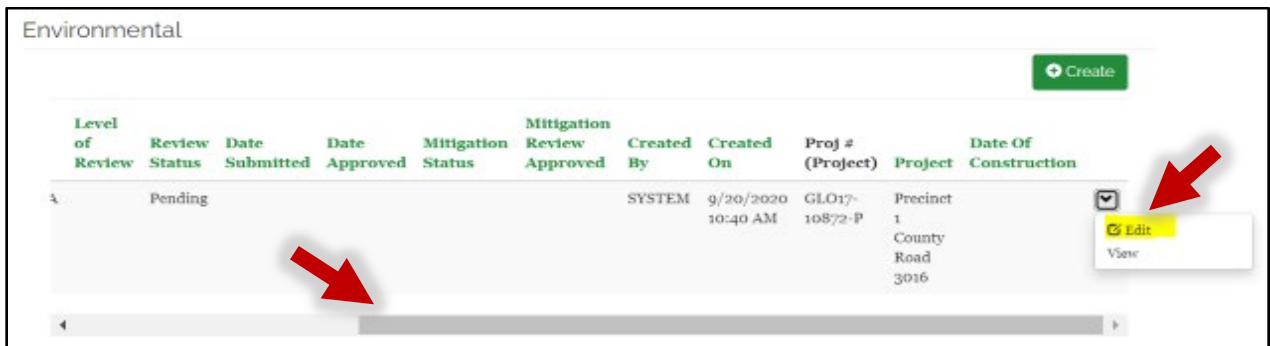 Environmental
Create
Level of Review Review Status Date Submitted Date Approved Mitigation Status Mitigation Review Approved Created By Created On Proj # (Project) Project Date Of Construction
A Pending SYSTEM 9/20/2020 10:40 AM GLO17-10872-P Precinct 1 County Road 3016
Edit
View